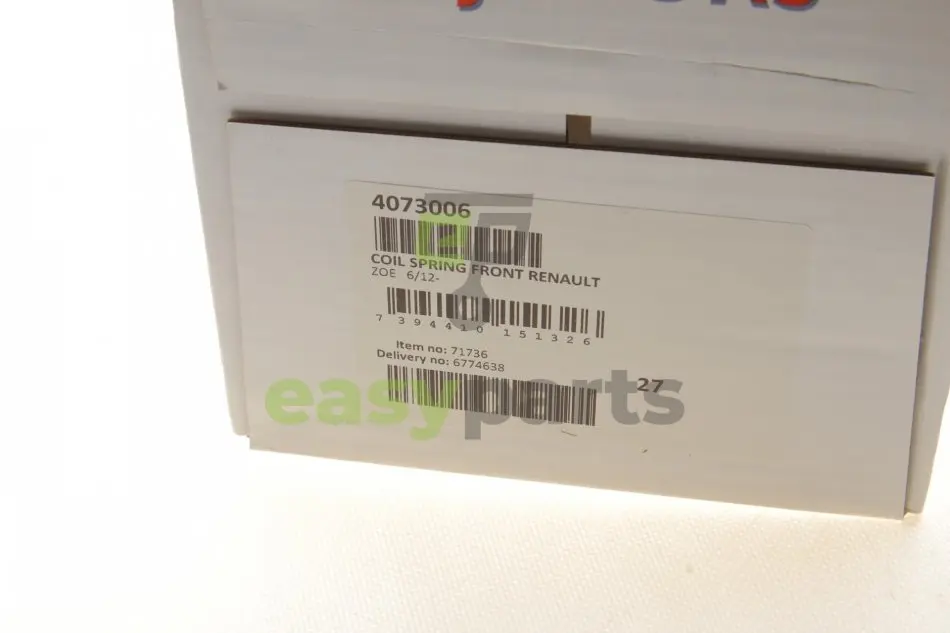 4073006
COIL SPRING FRONT RENAULT
ZOE 6/12-
7 394410 151326
Item no: 71736
Delivery no: 6774638
27
easyparts